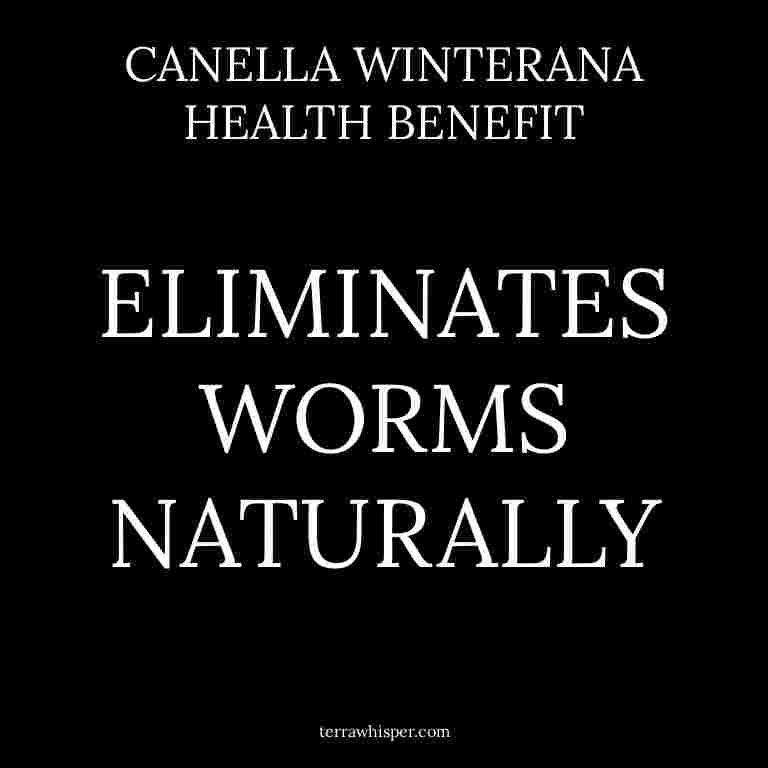 CANELLA WINTERANA
HEALTH BENEFIT
ELIMINATES
WORMS
NATURALLY
terrawhisper.com